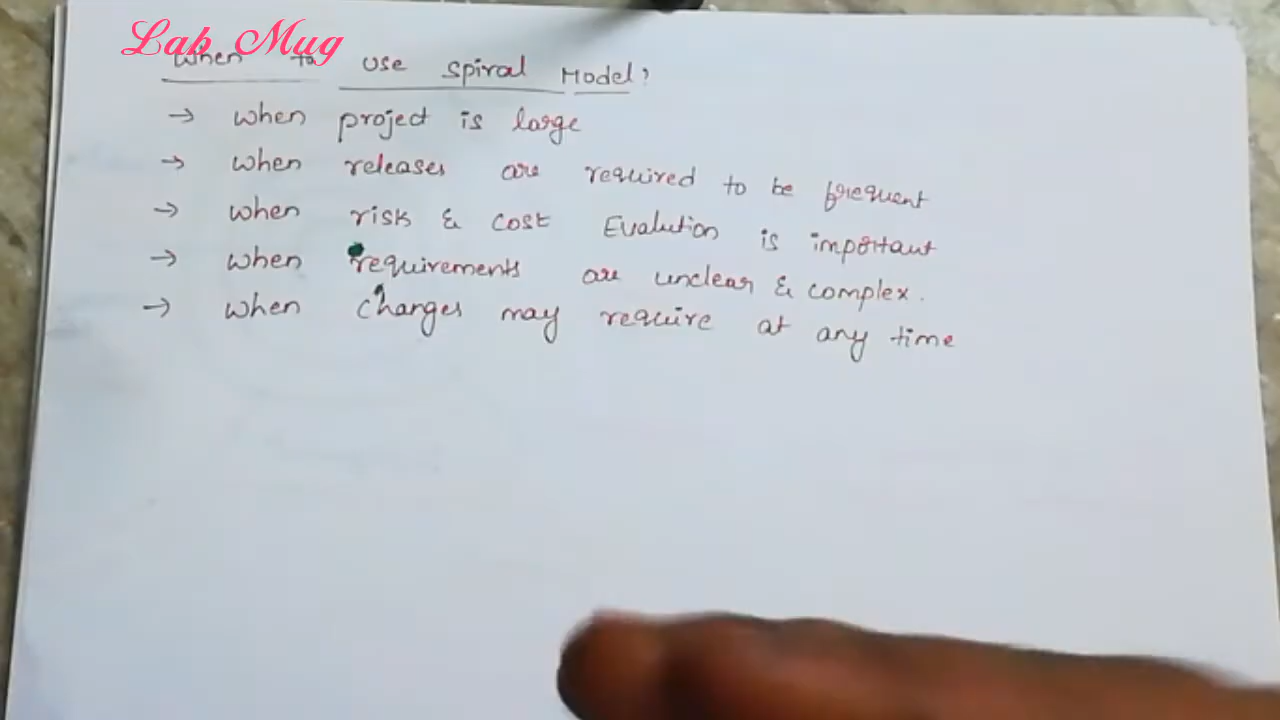 Lab Mug
When to use spiral Model?
→ when project is large
→ when releases are required to be frequent
→ when risk & cost Evalution is important
→ when requirements are unclear & complex.
→ when changes may require at any time